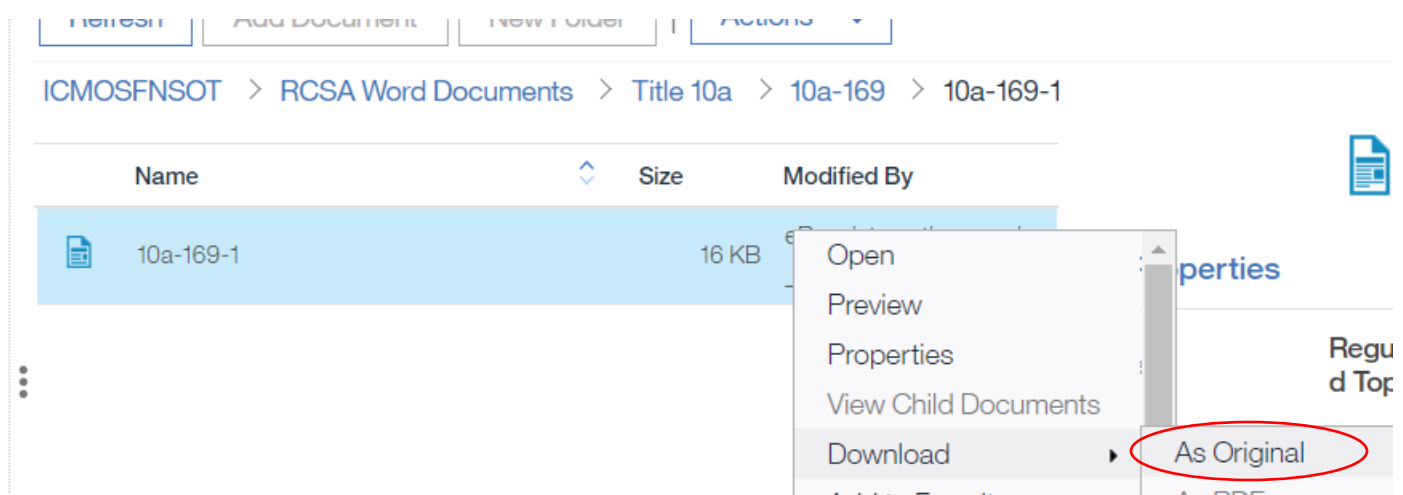 Refresh Add Document New Folder | Actions
ICMOSFNSOT > RCSA Word Documents > Title 10a > 10a-169 > 10a-169-1
Name Size Modified By
10a-169-1 16 KB
Open
perties
Preview
Properties
Regu
d Top
View Child Documents
Download As Original